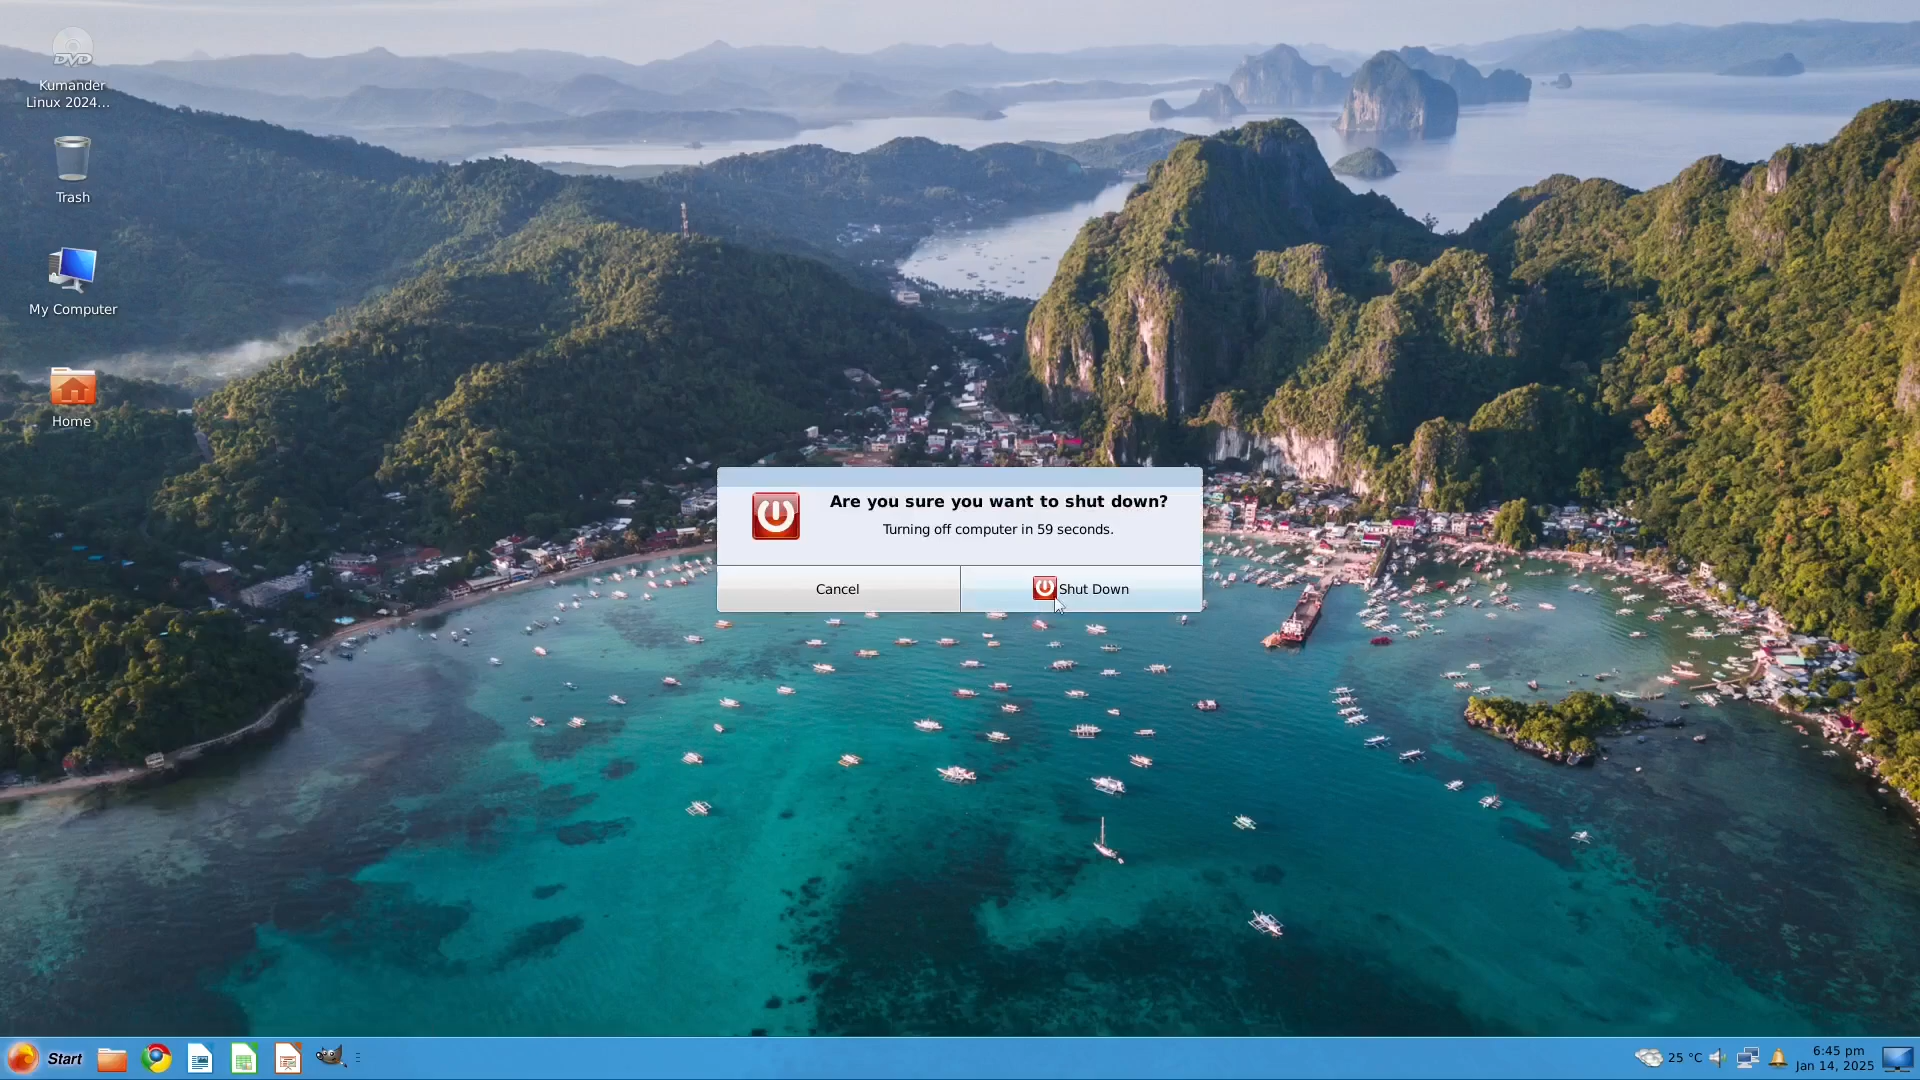 DVD
Kumander
Linux 2024...
Trash
My Computer
Home
Are you sure you want to shut down?
Turning off computer in 59 seconds.
Cancel
Shut Down
Start
25 °C
6:45 pm
Jan 14, 2025